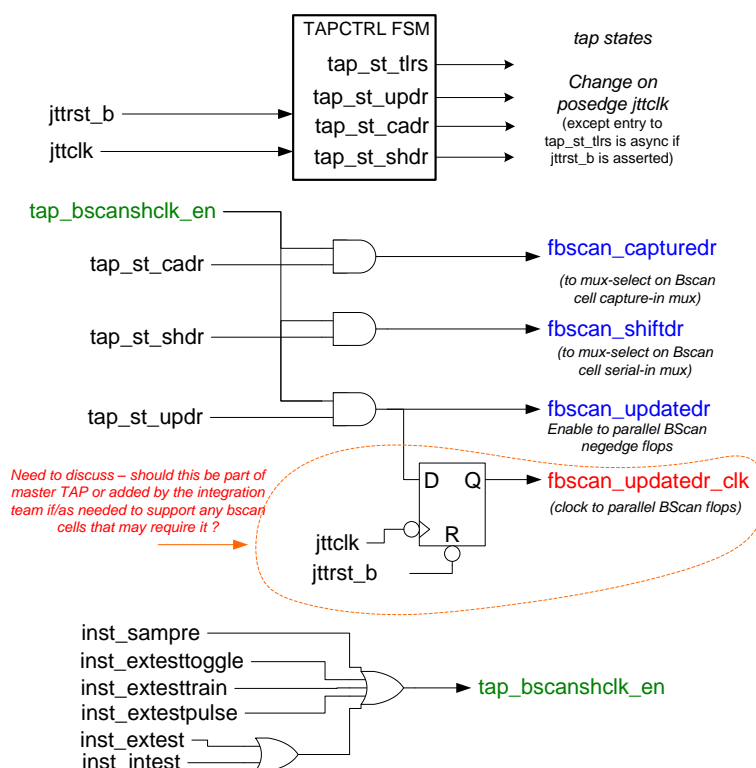 TAPCTRL FSM
tap_st_tlrs
tap_st_updr
tap_st_cadr
tap_st_shdr
jttrst_b
jttclk
tap states
Change on
posedge jttclk
(except entry to
tap_st_tlrs is async if
jttrst_b is asserted)
tap_bscanshclk_en
tap_st_cadr
fbscan_capturedr
(to mux-select on Bscan
cell capture-in mux)
tap_st_shdr
fbscan_shiftdr
(to mux-select on Bscan
cell serial-in mux)
tap_st_updr
fbscan_updatedr
Enable to parallel BScan
negedge flops
Need to discuss – should this be part of
master TAP or added by the integration
team if/as needed to support any bscan
cells that may require it ?
D Q
R
jttclk
jttrst_b
fbscan_updatedr_clk
(clock to parallel BScan flops)
inst_sampre
inst_extesttoggle
inst_extesttrain
inst_extestpulse
inst_extest
inst_intest
tap_bscanshclk_en